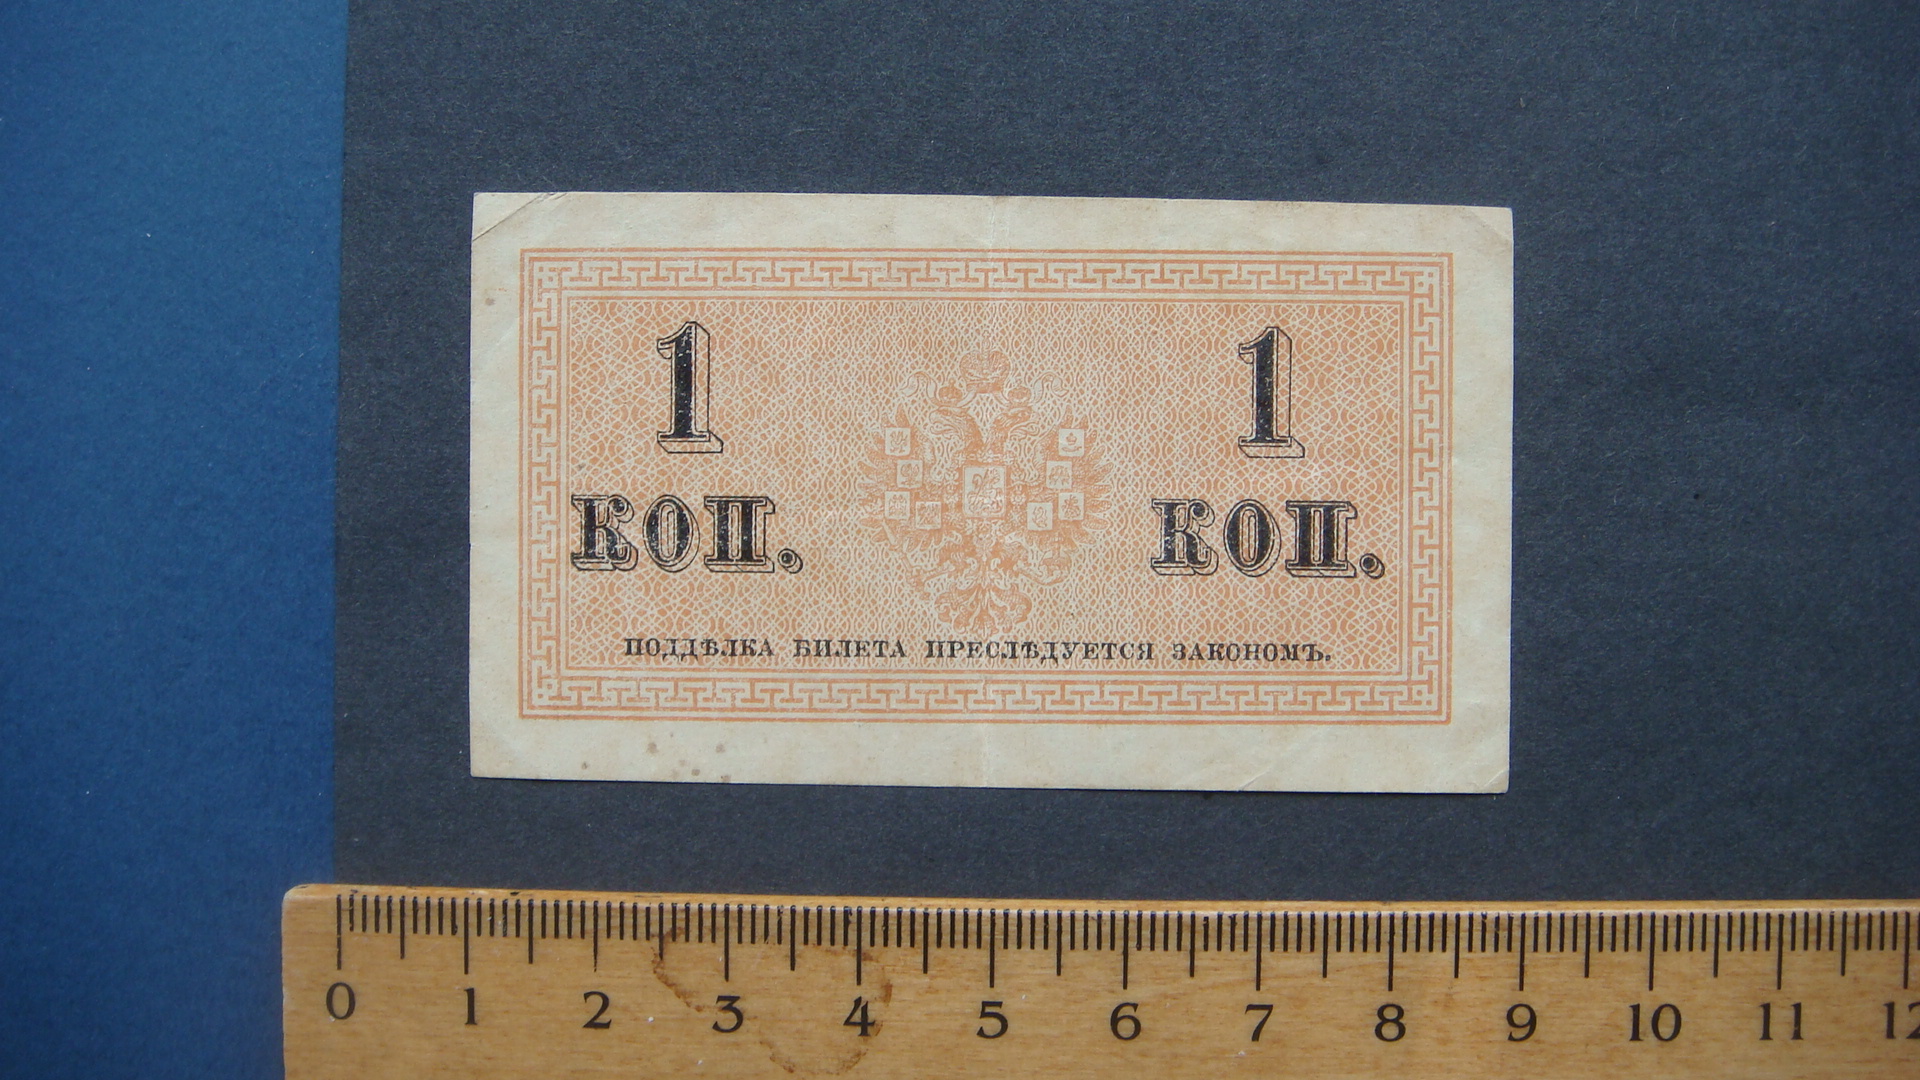 1 1
КОП. КОП.
ПОДДѢЛКА БИЛЕТА ПРЕСЛѢДУЕТСЯ ЗАКОНОМЪ.
0 1 2 3 4 5 6 7 8 9 10 11 12